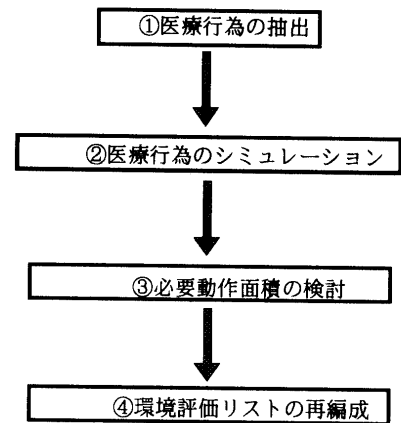 ①医療行為の抽出
②医療行為のシミュレーション
③必要動作面積の検討
④環境評価リストの再編成